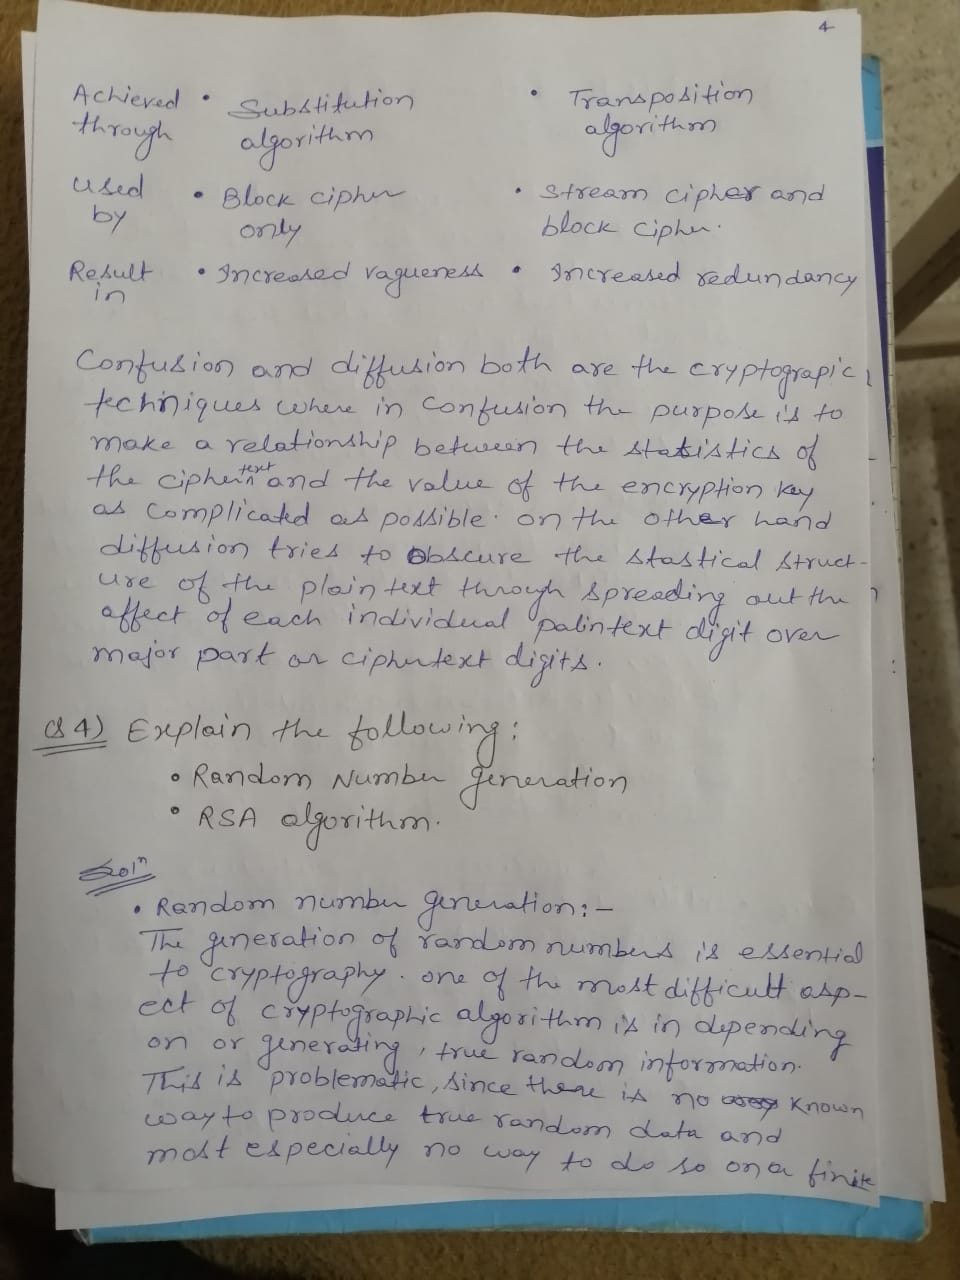 4
Achieved through • Substitution algorithm • Transposition algorithm
Used by • Block cipher only • Stream cipher and block cipher.
Result in • Increased vagueness • Increased redundancy
Confusion and diffusion both are the cryptograpic
techniques where in confusion the purpose is to
make a relationship between the statistics of
the cipher text and the value of the encryption key
as complicated as possible. on the other hand
diffusion tries to obscure the stastical struct-
ure of the plain text through spreading out the
affect of each individual palintext digit over
major part or ciphertext digits.
Q4) Explain the following:
• Random Number generation
• RSA algorithm.
Soln
• Random number generation:-
The generation of random numbers is essential
to cryptography. one of the most difficult asp-
ect of cryptographic algorithm is in depending
on or generating, true random information.
This is problematic, since there is no known
way to produce true random data and
most especially no way to do so on a finite